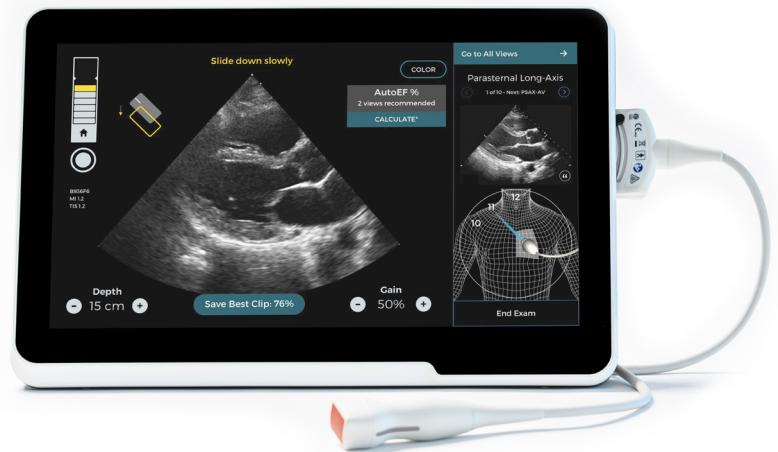 Slide down slowly
COLOR
AutoEF %
2 views recommended
CALCULATE*
B936P6
MI 1.2
TIS 1.2
Depth
15 cm
Save Best Clip: 76%
Gain
50%
Go to All Views
Parasternal Long-Axis
1 of 10 - Next: PSAX-AV
12
11
10
End Exam